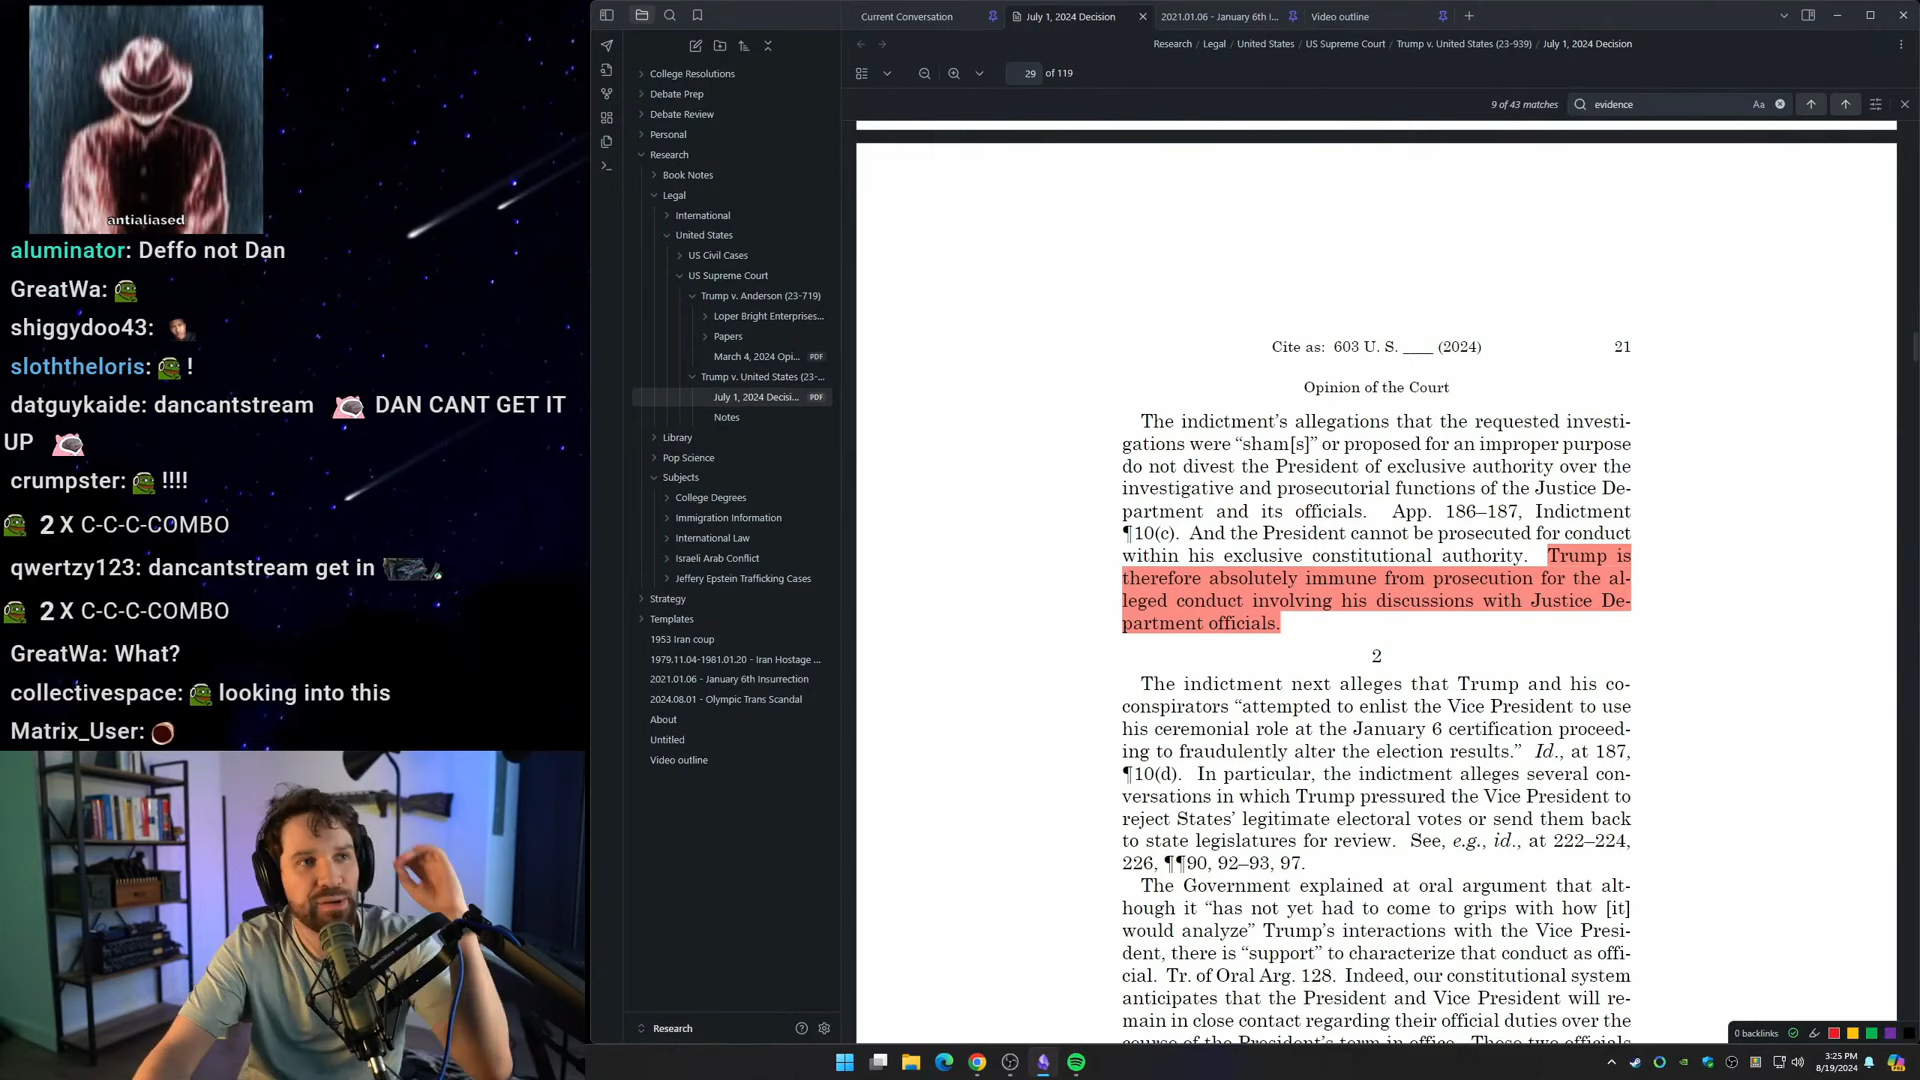 antialiased
aluminator: Deffo not Dan
GreatWa:
shiggydoo43:
sloththeloris: !
datguykaide: dancantstream DAN CANT GET IT
UP
crumpster: !!!!
2 X C-C-C-COMBO
qwertzy123: dancantstream get in
2 X C-C-C-COMBO
GreatWa: What?
collectivespace: looking into this
Matrix_User:
College Resolutions
Debate Prep
Debate Review
Personal
Research
Book Notes
Legal
International
United States
US Civil Cases
US Supreme Court
Trump v. Anderson (23-719)
Loper Bright Enterprises...
Papers
March 4, 2024 Opi... PDF
Trump v. United States (23-...
July 1, 2024 Decisi... PDF
Notes
Library
Pop Science
Subjects
College Degrees
Immigration Information
International Law
Israeli Arab Conflict
Jeffery Epstein Trafficking Cases
Strategy
Templates
1953 Iran coup
1979.11.04-1981.01.20 - Iran Hostage ...
2021.01.06 - January 6th Insurrection
2024.08.01 - Olympic Trans Scandal
About
Untitled
Video outline
Research
Current Conversation
July 1, 2024 Decision
2021.01.06 - January 6th I...
Video outline
Research / Legal / United States / US Supreme Court / Trump v. United States (23-939) / July 1, 2024 Decision
29 of 119
9 of 43 matches
evidence
Aa
Cite as: 603 U. S. ____ (2024) 21
Opinion of the Court
The indictment’s allegations that the requested investi-
gations were “sham[s]” or proposed for an improper purpose
do not divest the President of exclusive authority over the
investigative and prosecutorial functions of the Justice De-
partment and its officials. App. 186–187, Indictment
¶10(c). And the President cannot be prosecuted for conduct
within his exclusive constitutional authority. Trump is
therefore absolutely immune from prosecution for the al-
leged conduct involving his discussions with Justice De-
partment officials.
2
The indictment next alleges that Trump and his co-
conspirators “attempted to enlist the Vice President to use
his ceremonial role at the January 6 certification proceed-
ing to fraudulently alter the election results.” Id., at 187,
¶10(d). In particular, the indictment alleges several con-
versations in which Trump pressured the Vice President to
reject States’ legitimate electoral votes or send them back
to state legislatures for review. See, e.g., id., at 222–224,
226, ¶¶90, 92–93, 97.
The Government explained at oral argument that alt-
hough it “has not yet had to come to grips with how [it]
would analyze” Trump’s interactions with the Vice Presi-
dent, there is “support” to characterize that conduct as offi-
cial. Tr. of Oral Arg. 128. Indeed, our constitutional system
anticipates that the President and Vice President will re-
main in close contact regarding their official duties over the
course of the President’s term in office. These two officials
0 backlinks
3:25 PM
8/19/2024